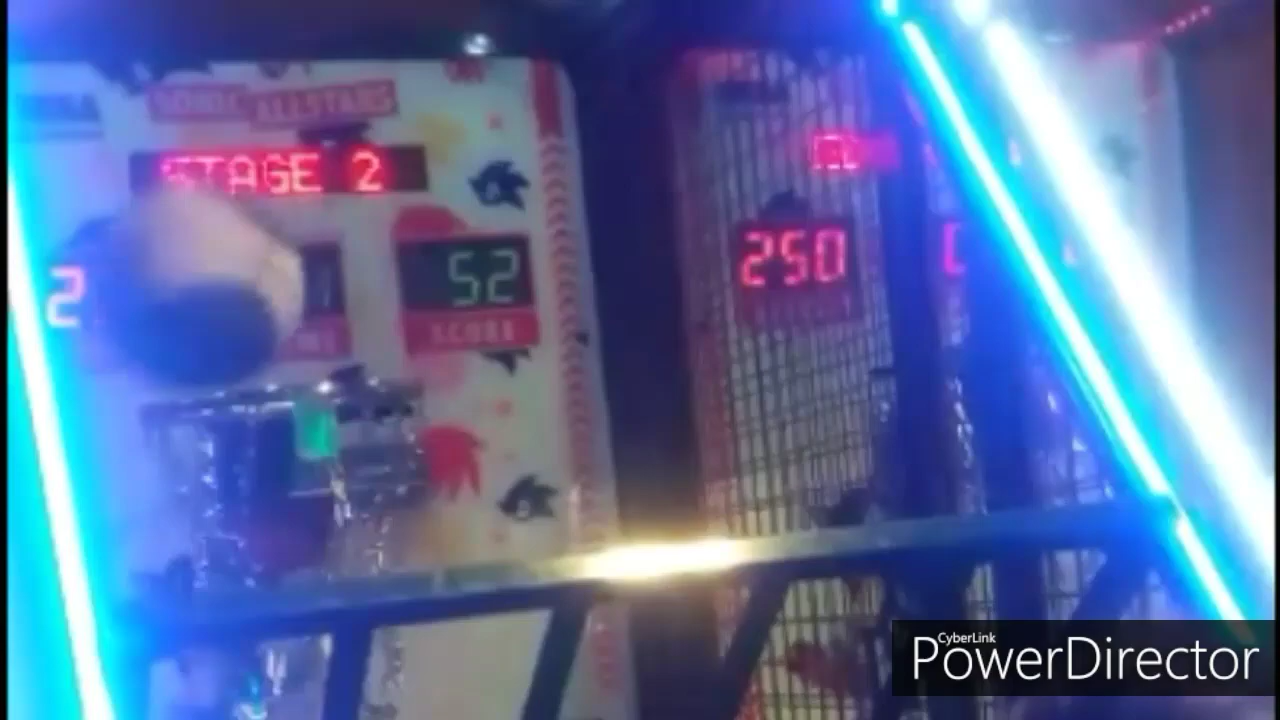 SONIC ALLSTARS
STAGE 2
2
52
SCORE
250
CyberLink
PowerDirector